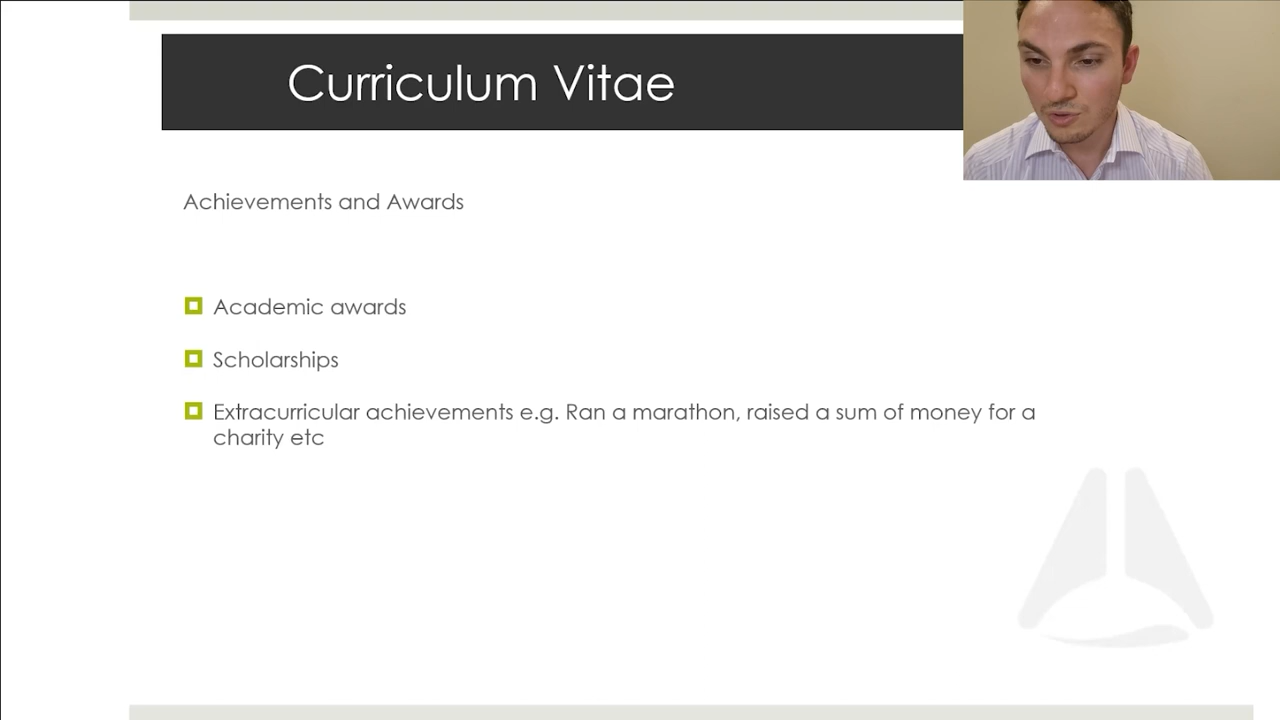 Curriculum Vitae
Achievements and Awards
Academic awards
Scholarships
Extracurricular achievements e.g. Ran a marathon, raised a sum of money for a
charity etc